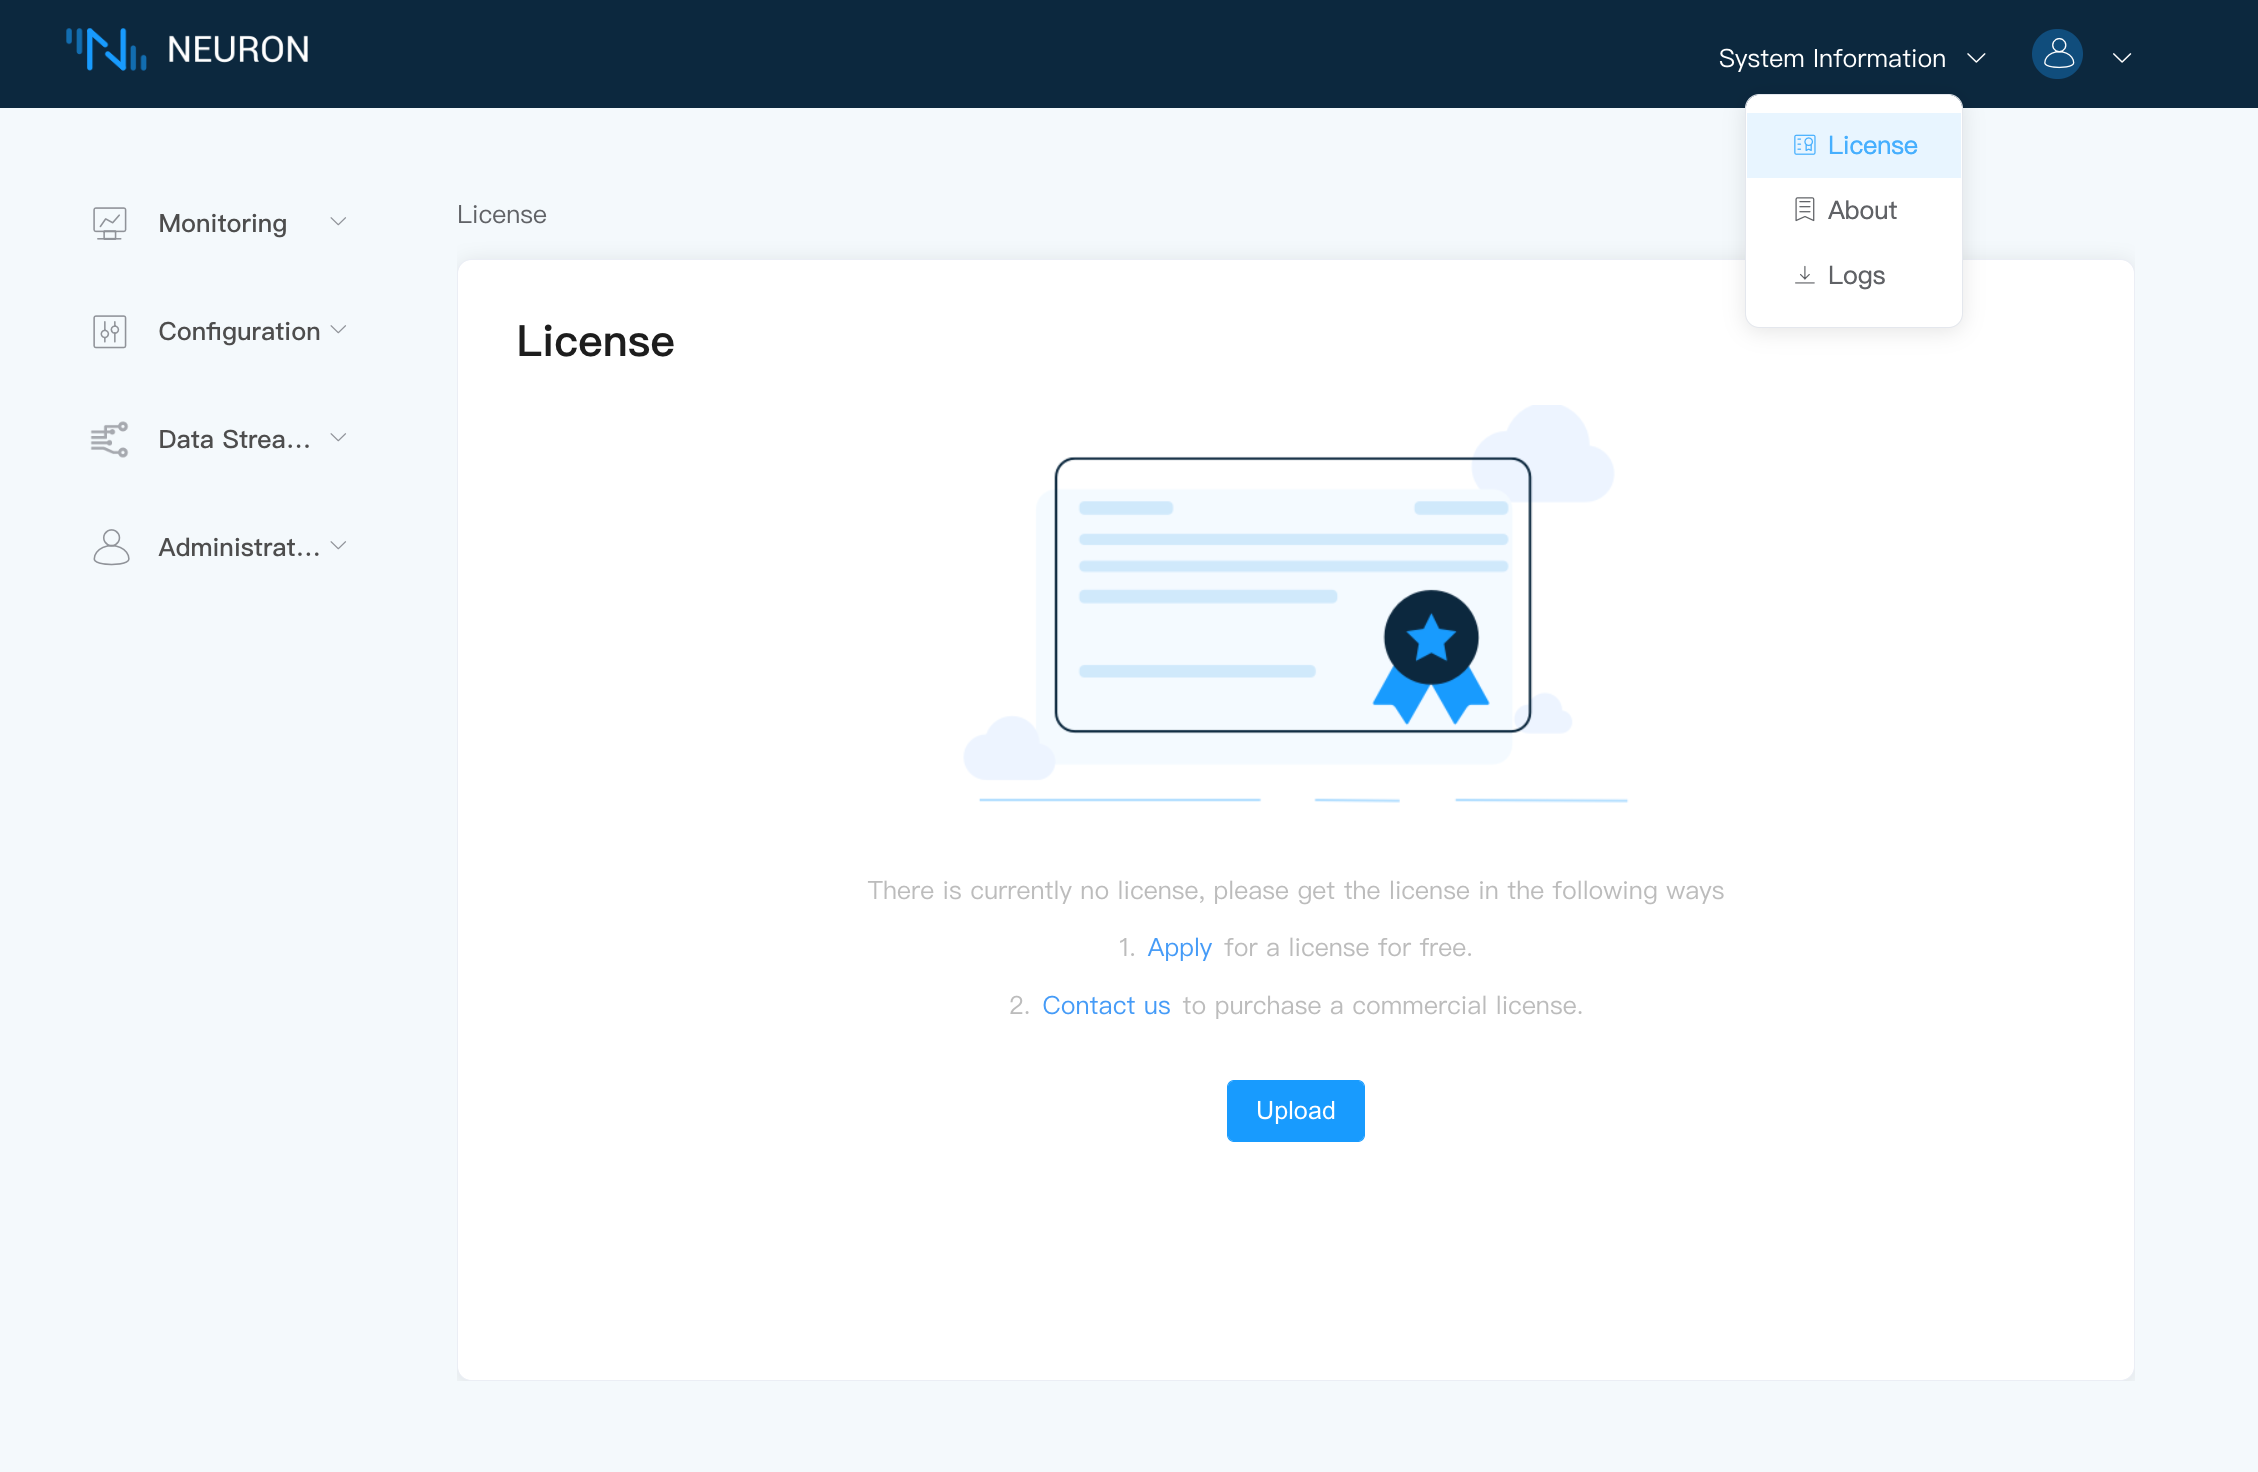 NEURON
System Information
License
About
Logs
Monitoring
Configuration
Data Strea...
Administrat...
License
License
There is currently no license, please get the license in the following ways
1. Apply for a license for free.
2. Contact us to purchase a commercial license.
Upload